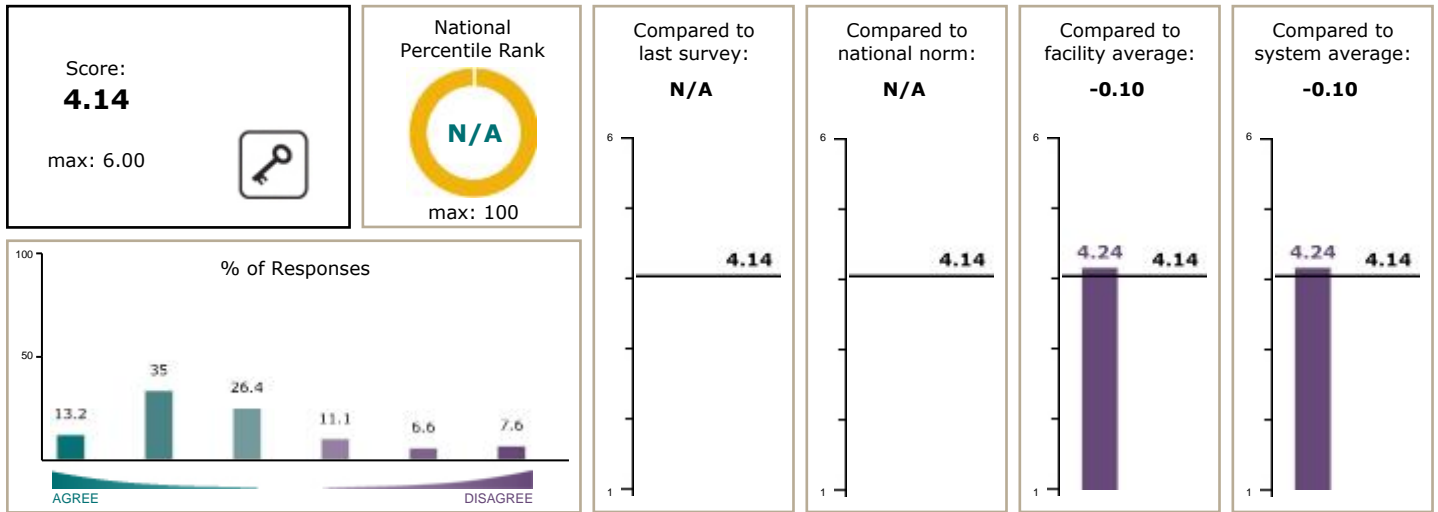 Score:
4.14
max: 6.00
National
Percentile Rank
N/A
max: 100
% of Responses
100
50
13.2
35
26.4
11.1
6.6
7.6
AGREE
DISAGREE
Compared to
last survey:
N/A
6
4.14
1
Compared to
national norm:
N/A
6
4.14
1
Compared to
facility average:
-0.10
6
4.24
4.14
1
Compared to
system average:
-0.10
6
4.24
4.14
1